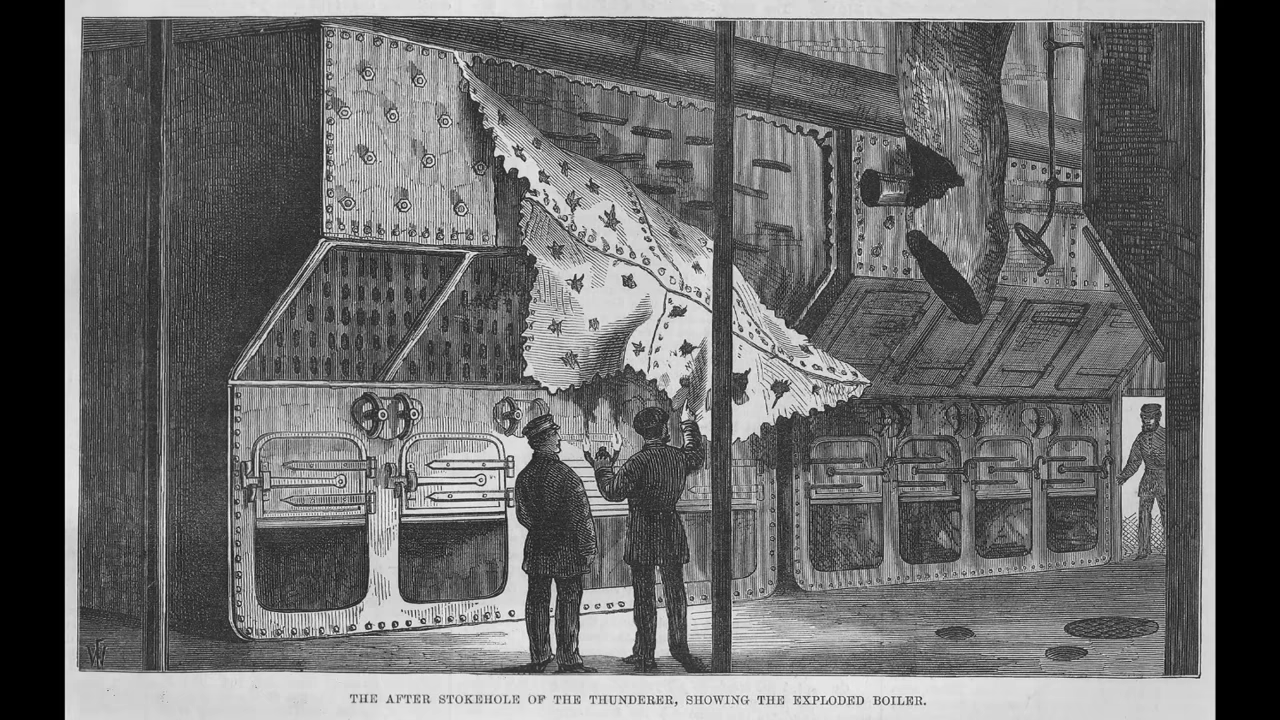 THE AFTER STOKEHOLE OF THE THUNDERER, SHOWING THE EXPLODED BOILER.